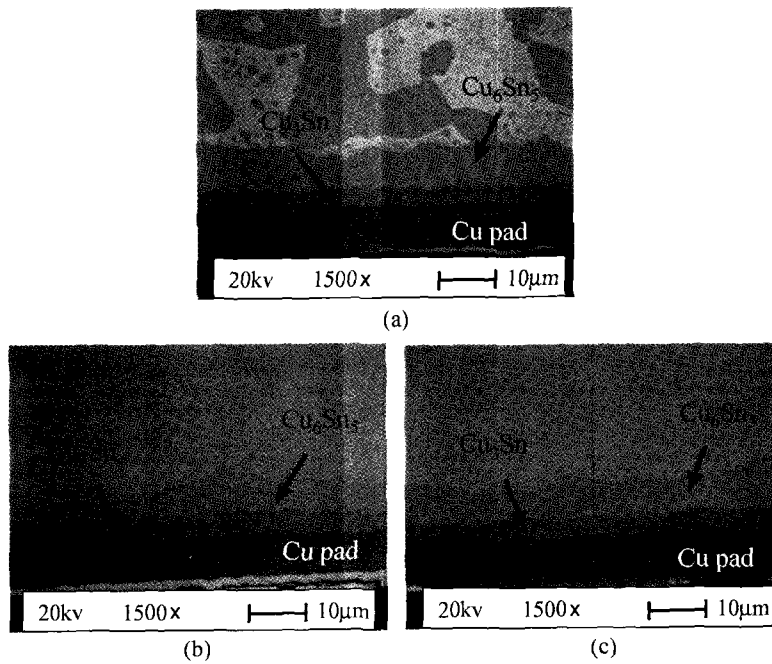 Cu₆Sn₅
Cu₃Sn
Cu pad
20kv 1500x 10μm
(a)
Cu₆Sn₅
Cu pad
20kv 1500x 10μm
(b)
Cu₆Sn₅
Cu₃Sn
Cu pad
20kv 1500x 10μm
(c)